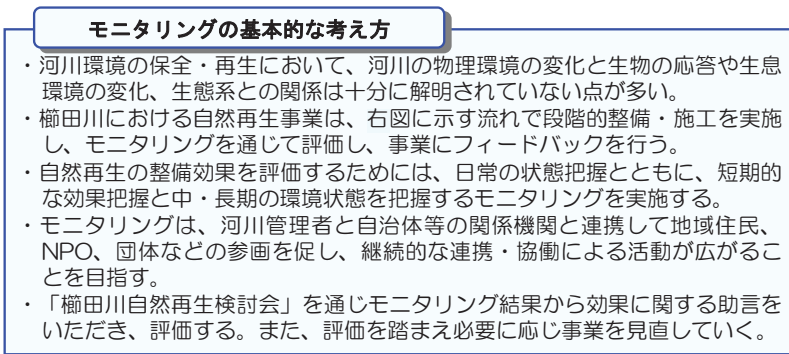 モニタリングの基本的な考え方
・河川環境の保全・再生において、河川の物理環境の変化と生物の応答や生息
環境の変化、生態系との関係は十分に解明されていない点が多い。
・櫛田川における自然再生事業は、右図に示す流れで段階的整備・施工を実施
し、モニタリングを通じて評価し、事業にフィードバックを行う。
・自然再生の整備効果を評価するためには、日常の状態把握とともに、短期的
な効果把握と中・長期の環境状態を把握するモニタリングを実施する。
・モニタリングは、河川管理者と自治体等の関係機関と連携して地域住民、
NPO、団体などの参画を促し、継続的な連携・協働による活動が広がるこ
とを目指す。
・「櫛田川自然再生検討会」を通じモニタリング結果から効果に関する助言を
いただき、評価する。また、評価を踏まえ必要に応じ事業を見直していく。